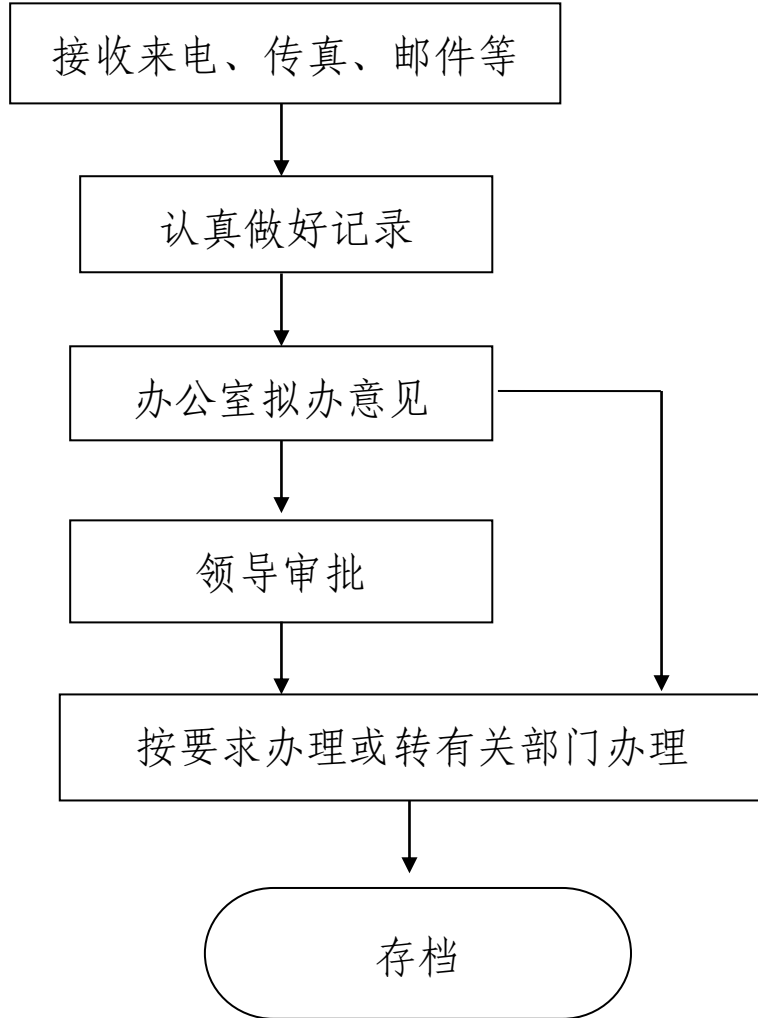 接收来电、传真、邮件等
认真做好记录
办公室拟办意见
领导审批
按要求办理或转有关部门办理
存档